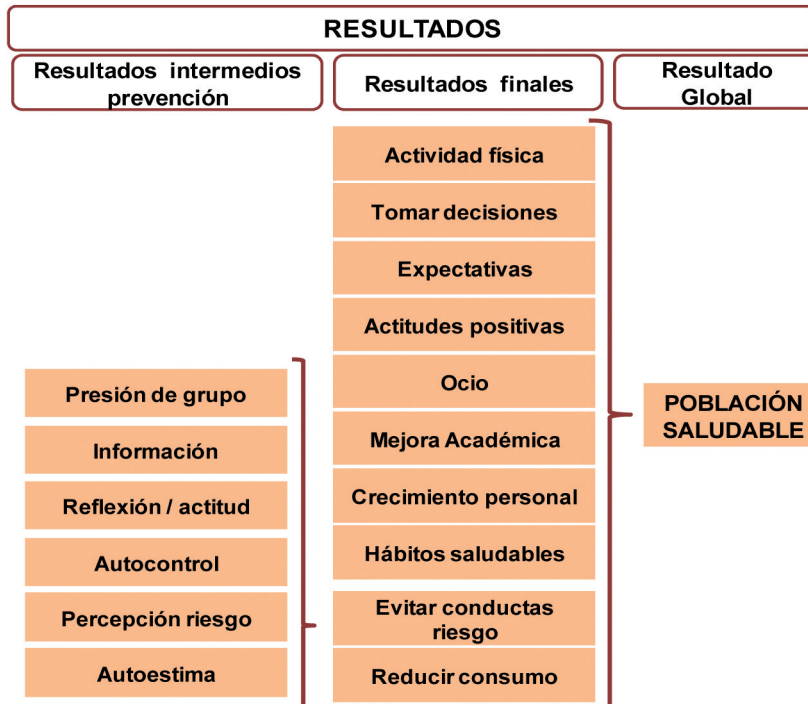 RESULTADOS
Resultados intermedios
prevención
Resultados finales
Resultado
Global
Actividad física
Tomar decisiones
Expectativas
Actitudes positivas
Ocio
Mejora Académica
Crecimiento personal
Hábitos saludables
Evitar conductas
riesgo
Reducir consumo
Presión de grupo
Información
Reflexión / actitud
Autocontrol
Percepción riesgo
Autoestima
POBLACIÓN
SALUDABLE